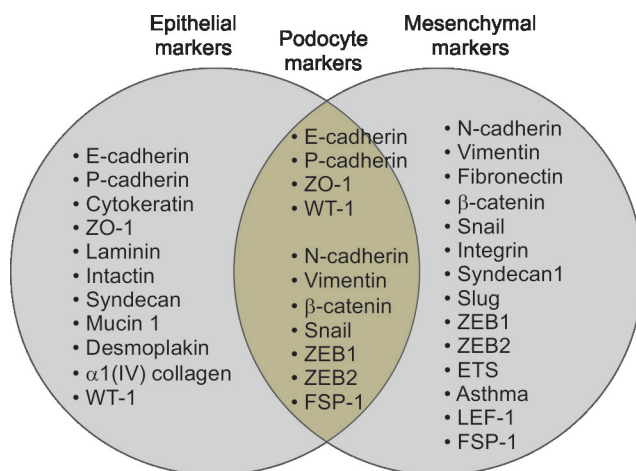 Epithelial
markers
Podocyte
markers
Mesenchymal
markers
• E-cadherin
• P-cadherin
• Cytokeratin
• ZO-1
• Laminin
• Intactin
• Syndecan
• Mucin 1
• Desmoplakin
• α1(IV) collagen
• WT-1
• E-cadherin
• P-cadherin
• ZO-1
• WT-1
• N-cadherin
• Vimentin
• β-catenin
• Snail
• ZEB1
• ZEB2
• FSP-1
• N-cadherin
• Vimentin
• Fibronectin
• β-catenin
• Snail
• Integrin
• Syndecan1
• Slug
• ZEB1
• ZEB2
• ETS
• Asthma
• LEF-1
• FSP-1